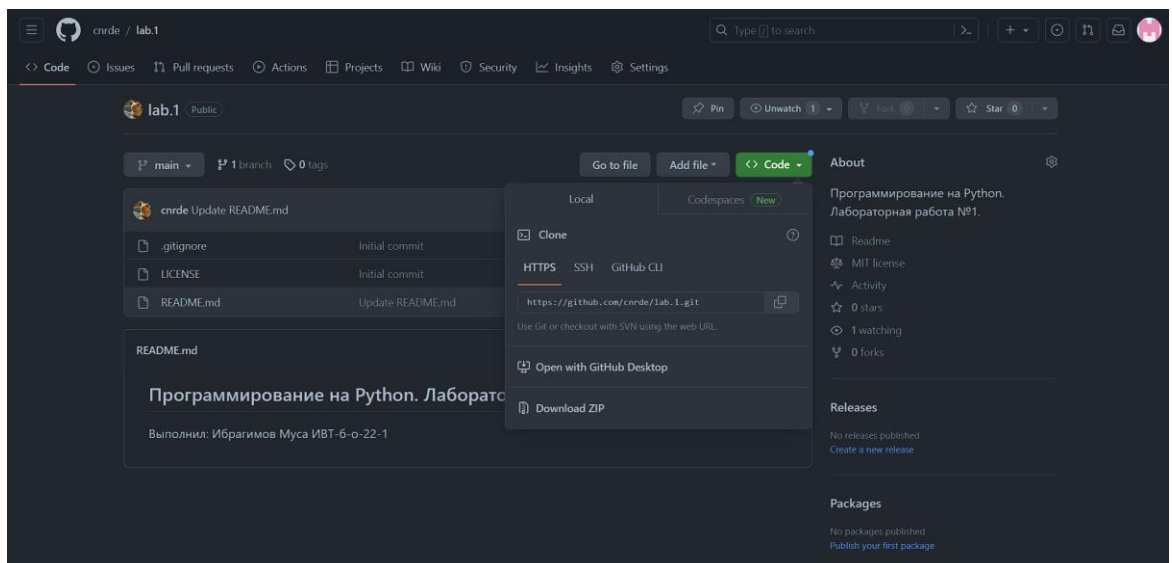 cnrde / lab.1
Type / to search
Code Issues Pull requests Actions Projects Wiki Security Insights Settings
lab.1 Public
Pin Unwatch 1 Fork 0 Star 0
main 1 branch 0 tags
Go to file Add file Code
cnrde Update README.md
.gitignore Initial commit
LICENSE Initial commit
README.md Update README.md
Local Codespaces New
Clone
HTTPS SSH GitHub CLI
https://github.com/cnrde/lab.1.git
Use Git or checkout with SVN using the web URL.
Open with GitHub Desktop
Download ZIP
README.md
Программирование на Python. Лаборато
Выполнил: Ибрагимов Муса ИВТ-б-о-22-1
About
Программирование на Python.
Лабораторная работа №1.
Readme
MIT license
Activity
0 stars
1 watching
0 forks
Releases
No releases published
Create a new release
Packages
No packages published
Publish your first package